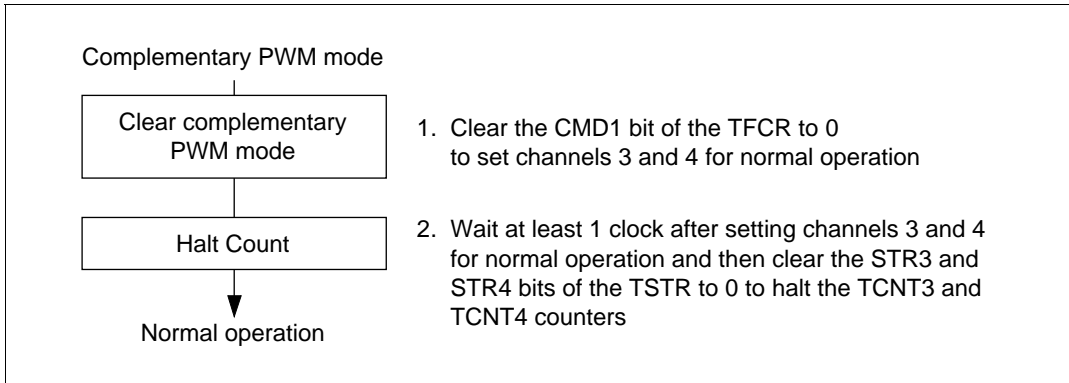 Complementary PWM mode
Clear complementary
PWM mode
1. Clear the CMD1 bit of the TFCR to 0
to set channels 3 and 4 for normal operation
Halt Count
2. Wait at least 1 clock after setting channels 3 and 4
for normal operation and then clear the STR3 and
STR4 bits of the TSTR to 0 to halt the TCNT3 and
TCNT4 counters
Normal operation